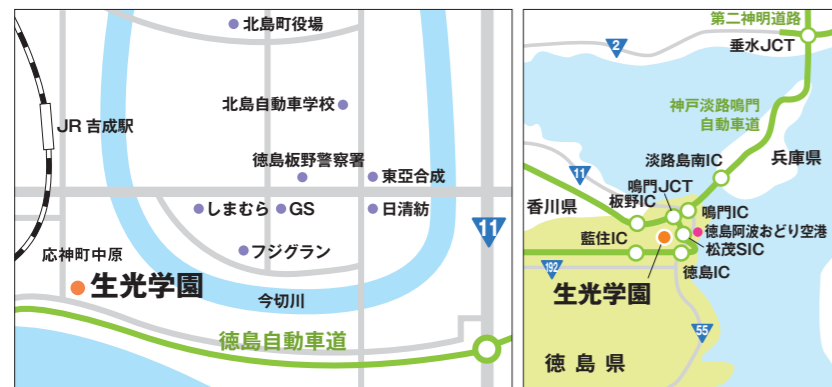 北島町役場
北島自動車学校
JR 吉成駅
徳島板野警察署
東亞合成
しまむら
GS
日清紡
11
フジグラン
応神町中原
生光学園
今切川
徳島自動車道
第二神明道路
2
垂水JCT
神戸淡路鳴門
自動車道
淡路島南IC
兵庫県
11
鳴門JCT
板野IC
香川県
鳴門IC
徳島阿波おどり空港
藍住IC
松茂SIC
徳島IC
192
生光学園
55
徳島県